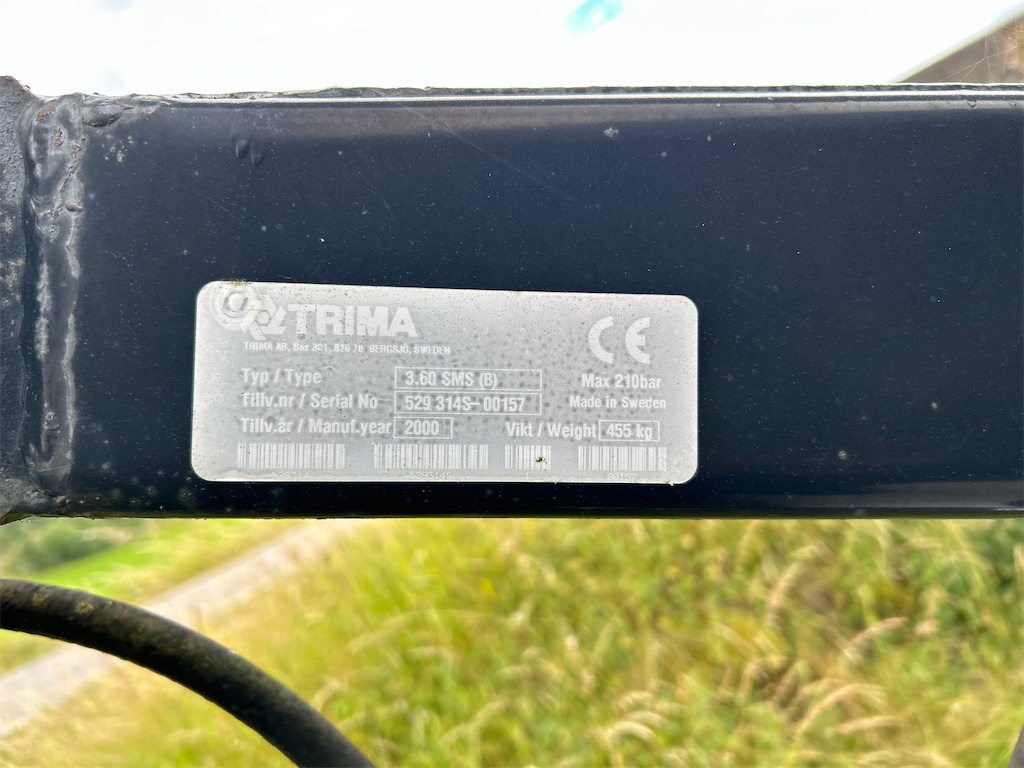 TRIMA
TRIMA AB, Box 301, 820 70 BERGSJÖ, SWEDEN
CE
Typ / Type 3.60 SMS (B) Max 210bar
Tillv.nr / Serial No 529 314S- 00157 Made in Sweden
Tillv.år / Manuf.year 2000 Vikt / Weight 455 kg